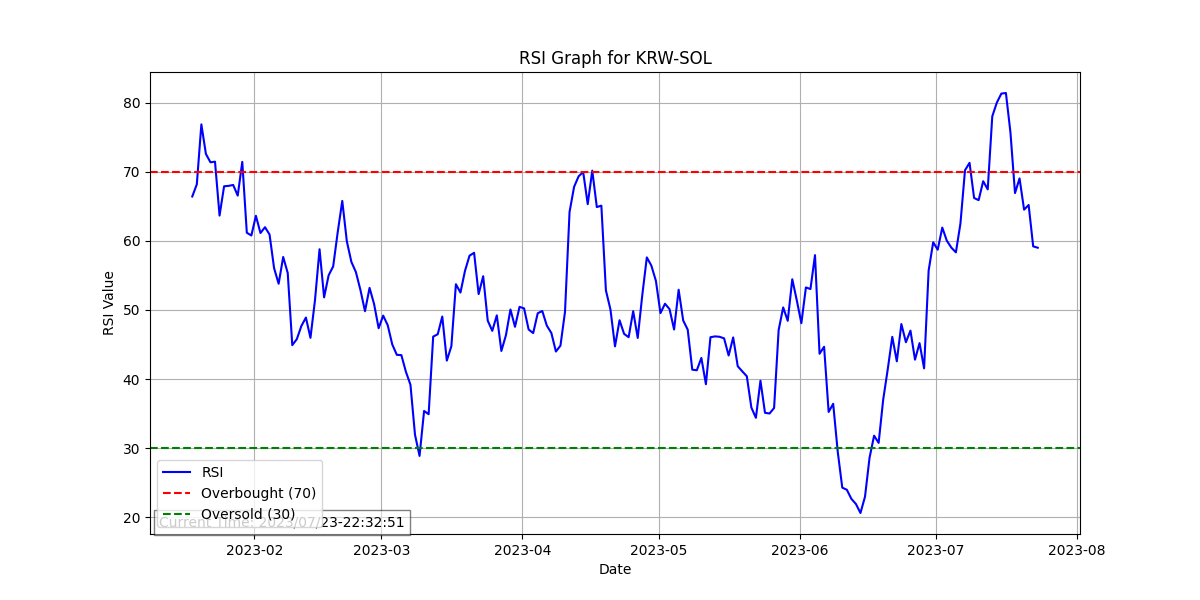 RSI Graph for KRW-SOL
RSI Value
80
70
60
50
40
30
20
RSI
Overbought (70)
Oversold (30)
Current Time: 2023/07/23-22:32:51
2023-02
2023-03
2023-04
2023-05
2023-06
2023-07
2023-08
Date